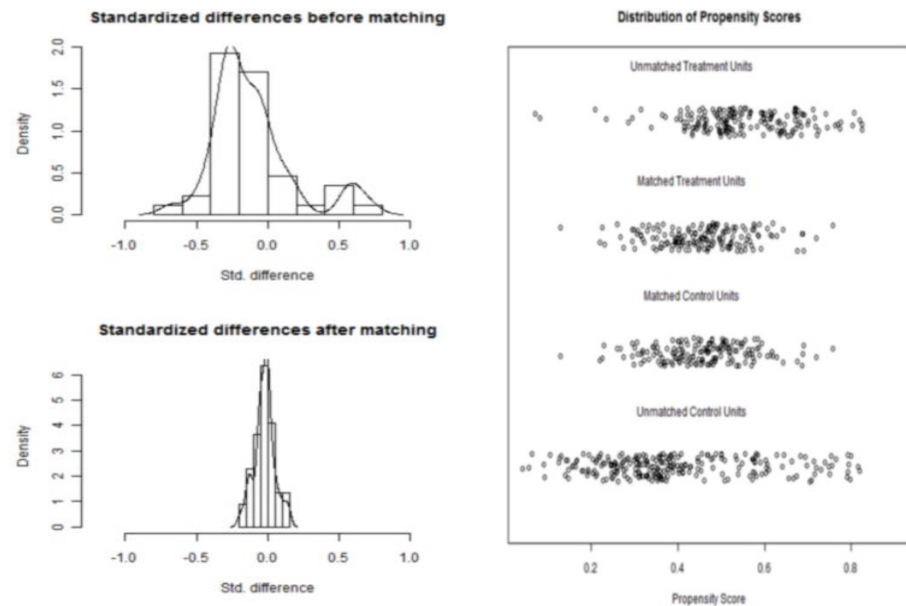 Standardized differences before matching
2.0
1.5
1.0
0.5
0.0
Density
-1.0 -0.5 0.0 0.5 1.0
Std. difference
Standardized differences after matching
6
5
4
3
2
1
0
Density
-1.0 -0.5 0.0 0.5 1.0
Std. difference
Distribution of Propensity Scores
Unmatched Treatment Units
Matched Treatment Units
Matched Control Units
Unmatched Control Units
0.2 0.4 0.6 0.8
Propensity Score